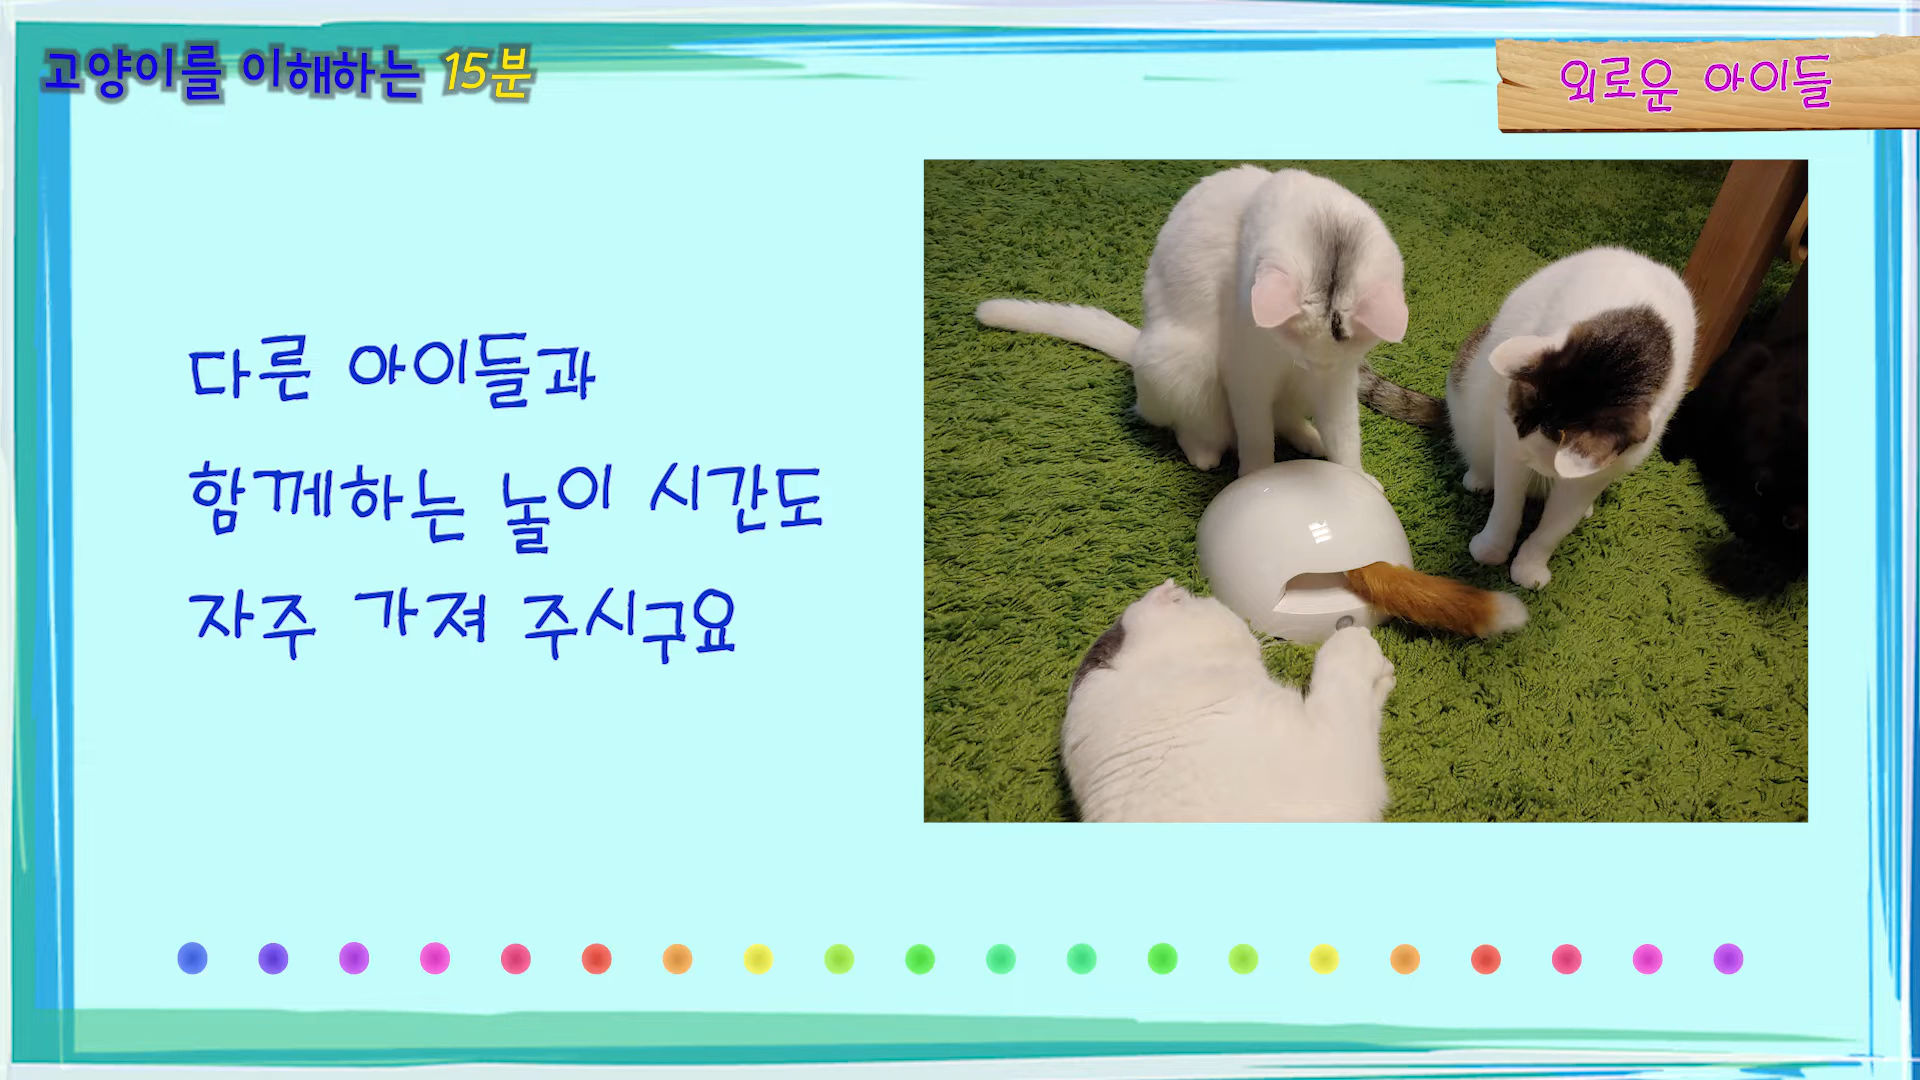 고양이를 이해하는 15분
외로운 아이들
다른 아이들과
함께하는 놀이 시간도
자주 가져 주시구요